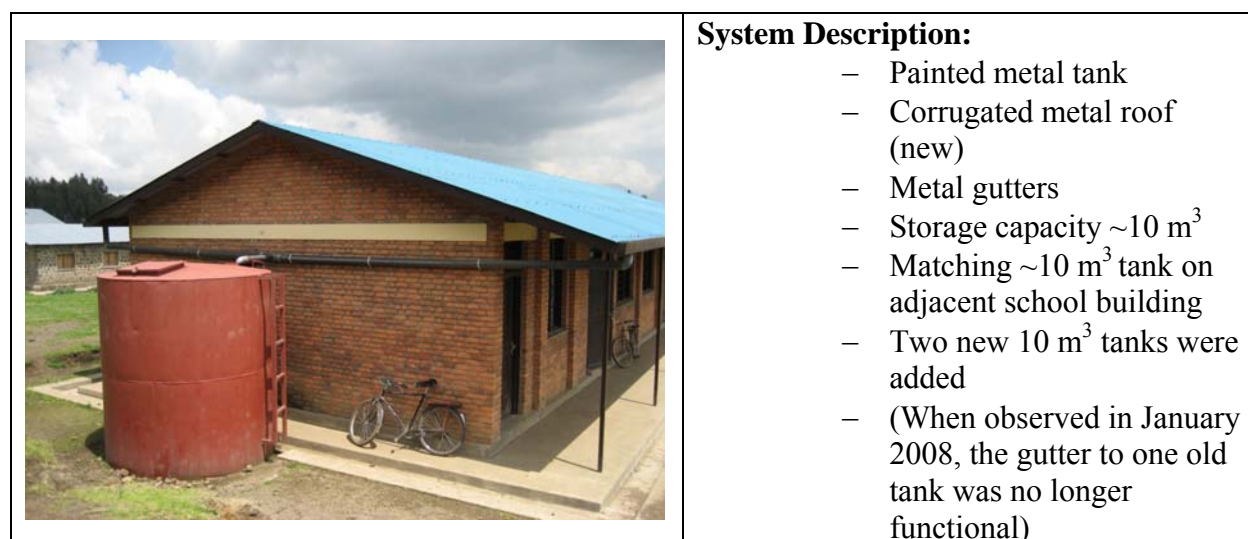 System Description:
– Painted metal tank
– Corrugated metal roof
(new)
– Metal gutters
– Storage capacity ~10 m³
– Matching ~10 m³ tank on
adjacent school building
– Two new 10 m³ tanks were
added
– (When observed in January
2008, the gutter to one old
tank was no longer
functional)